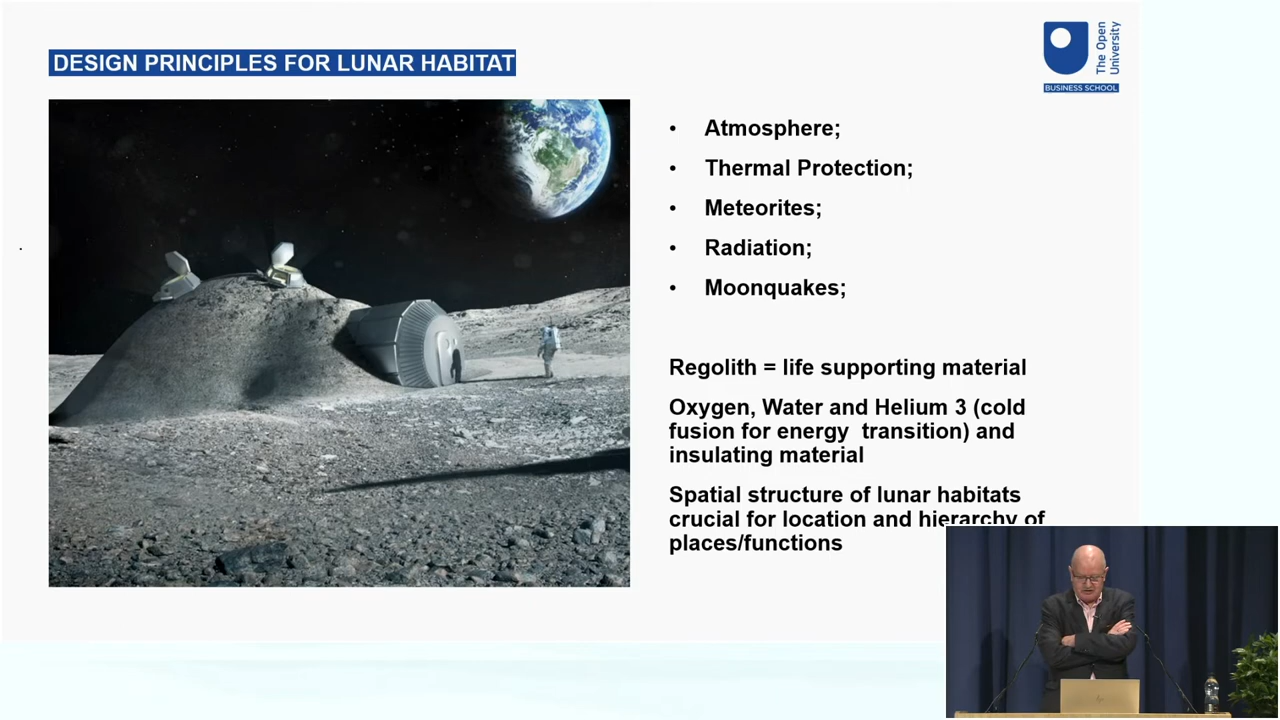 DESIGN PRINCIPLES FOR LUNAR HABITAT
The Open
University
BUSINESS SCHOOL
• Atmosphere;
• Thermal Protection;
• Meteorites;
• Radiation;
• Moonquakes;
Regolith = life supporting material
Oxygen, Water and Helium 3 (cold
fusion for energy transition) and
insulating material
Spatial structure of lunar habitats
crucial for location and hierarchy of
places/functions